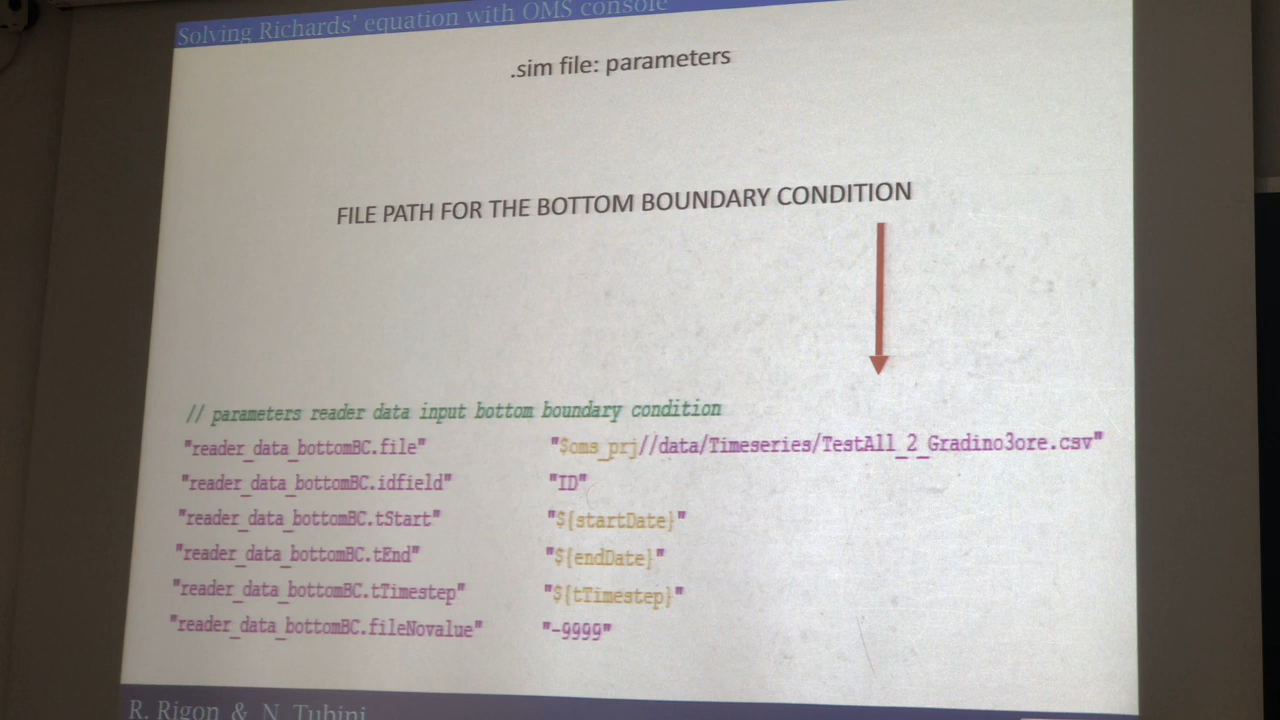 Solving Richards' equation with OMS console
.sim file: parameters
FILE PATH FOR THE BOTTOM BOUNDARY CONDITION
// parameters reader data input bottom boundary condition
"reader_data_bottomBC.file" "$oms_prj//data/Timeseries/TestAll_2_Gradino3ore.csv"
"reader_data_bottomBC.idfield" "ID"
"reader_data_bottomBC.tStart" "${startDate}"
"reader_data_bottomBC.tEnd" "${endDate}"
"reader_data_bottomBC.tTimestep" "${tTimestep}"
"reader_data_bottomBC.fileNovalue" "-9999"
R. Rigon & N. Tubini